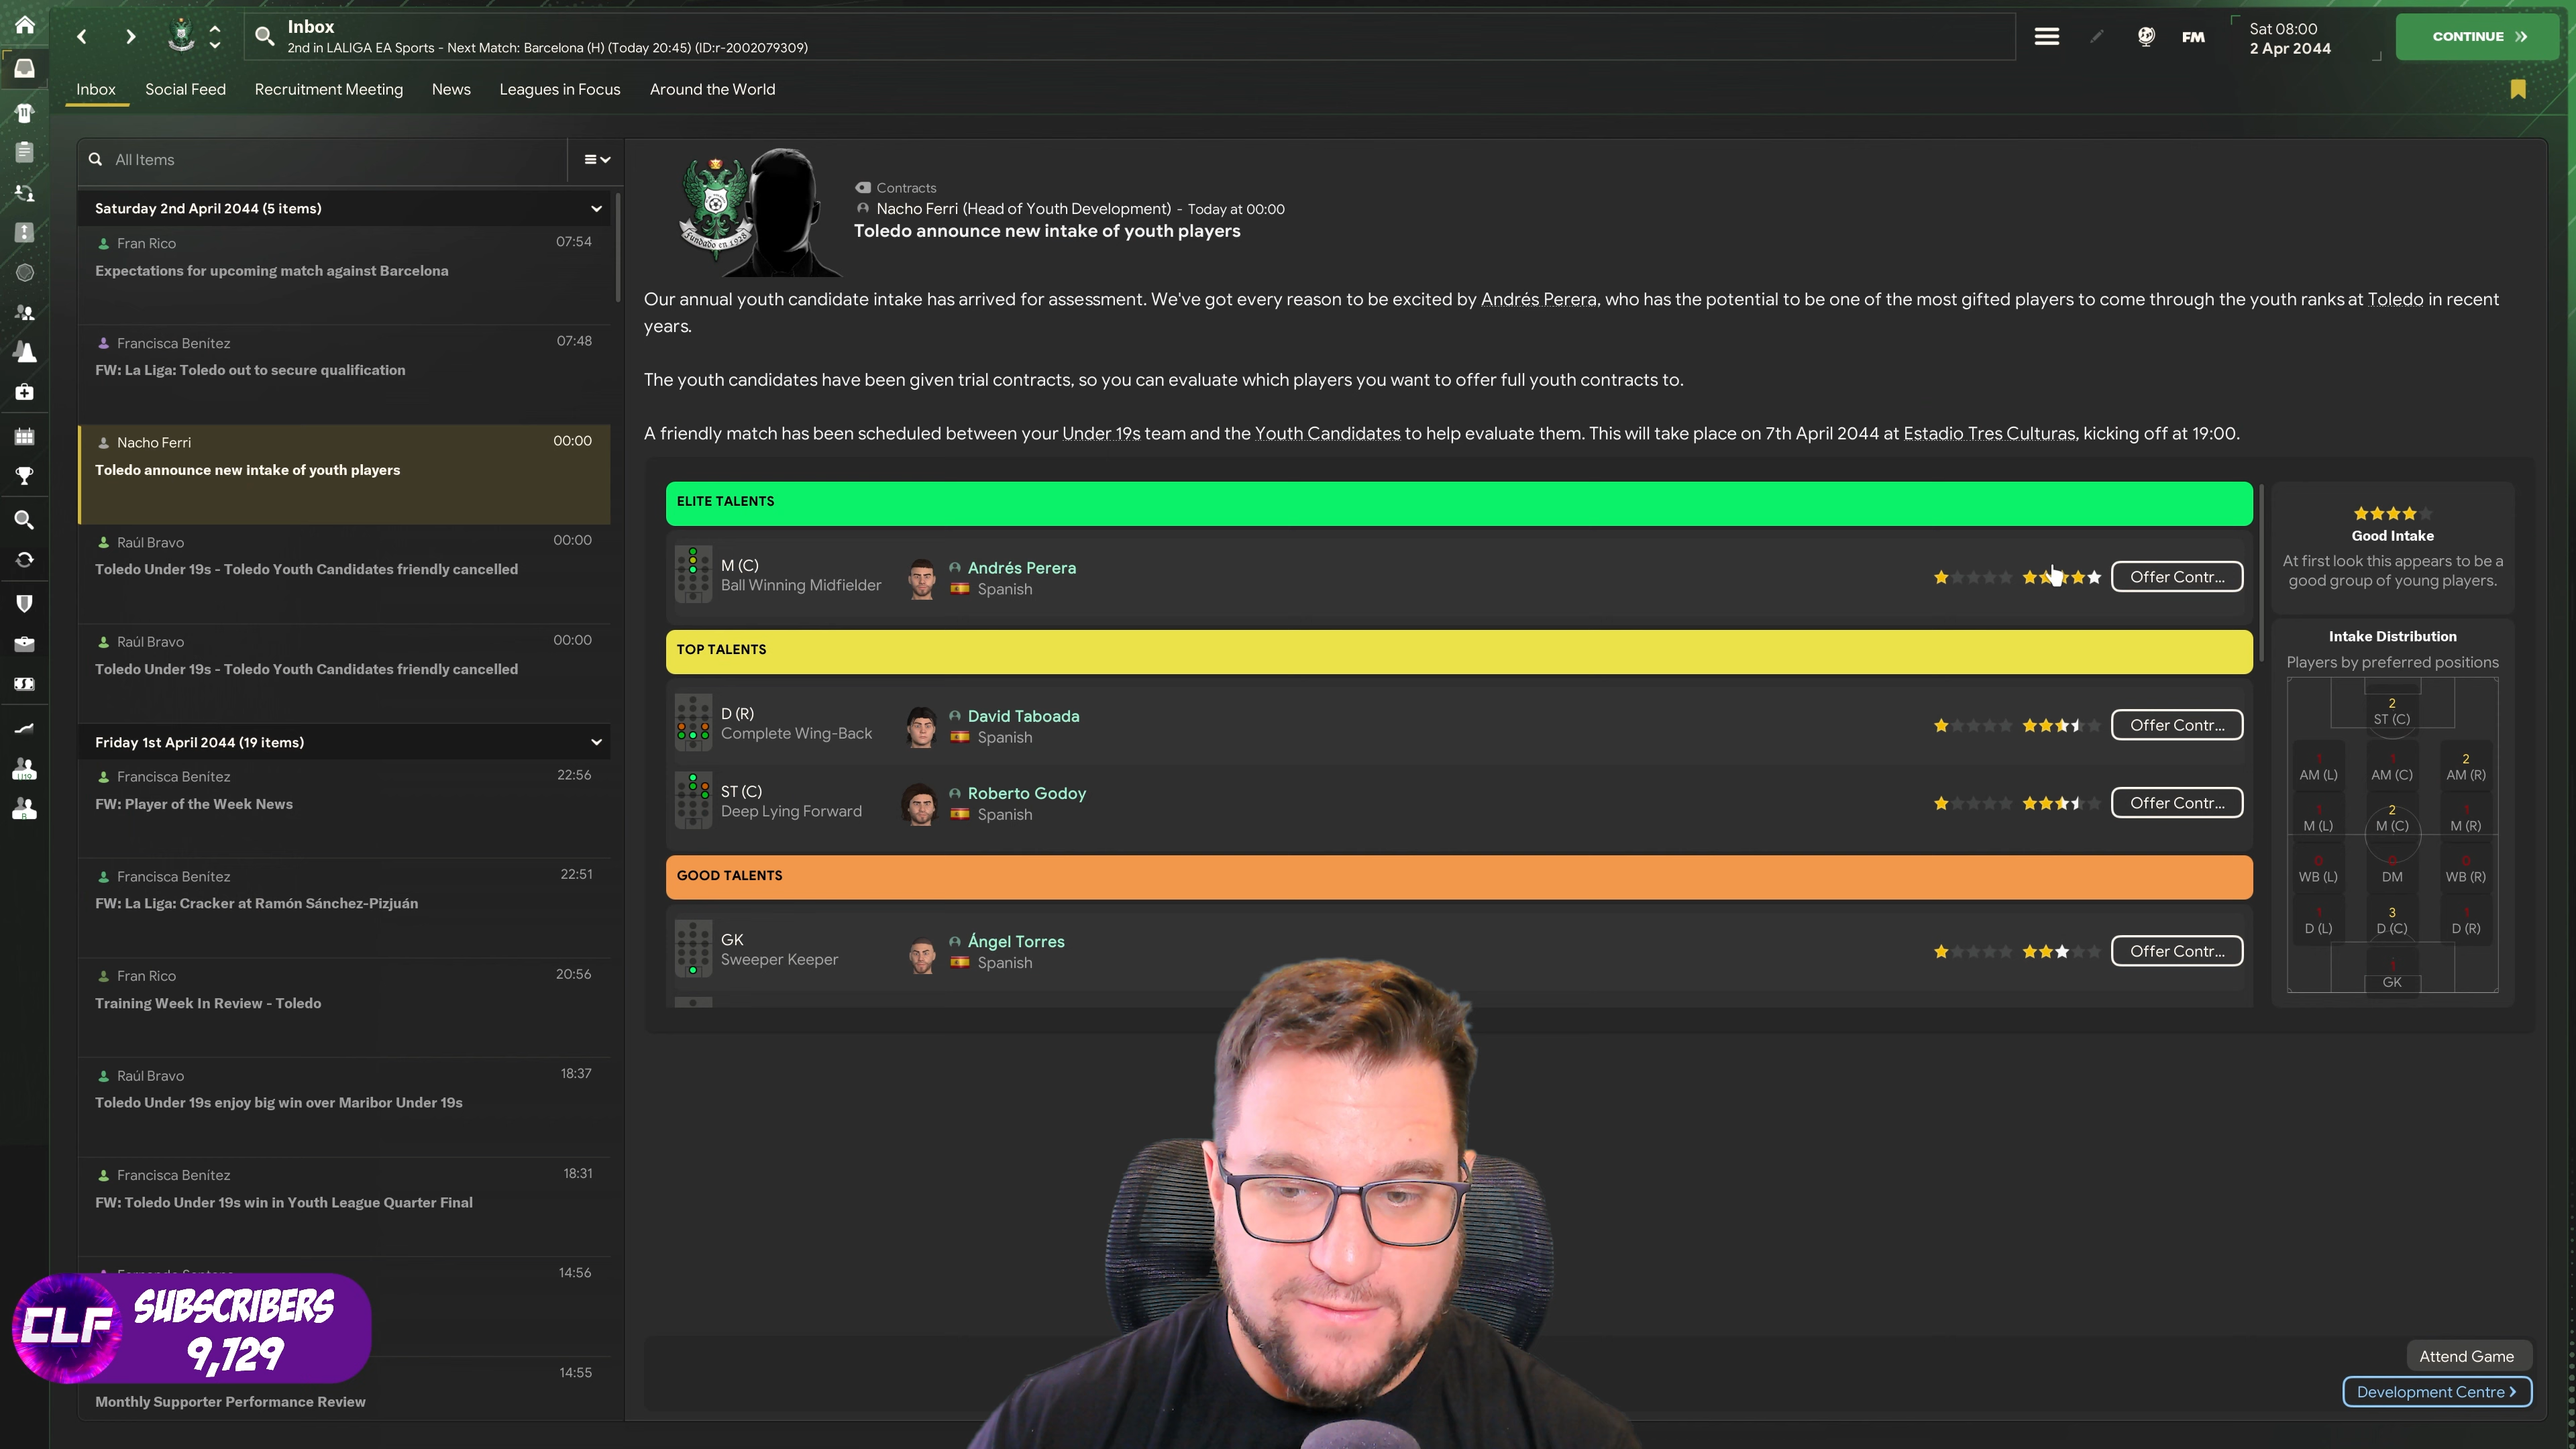 Inbox
2nd in LALIGA EA Sports - Next Match: Barcelona (H) (Today 20:45) (ID:r-2002079309)
FM
Sat 08:00
2 Apr 2044
CONTINUE
Inbox
Social Feed
Recruitment Meeting
News
Leagues in Focus
Around the World
All Items
Saturday 2nd April 2044 (5 items)
Fran Rico
07:54
Expectations for upcoming match against Barcelona
Francisca Benítez
07:48
FW: La Liga: Toledo out to secure qualification
Nacho Ferri
00:00
Toledo announce new intake of youth players
Raúl Bravo
00:00
Toledo Under 19s - Toledo Youth Candidates friendly cancelled
Raúl Bravo
00:00
Toledo Under 19s - Toledo Youth Candidates friendly cancelled
Friday 1st April 2044 (19 items)
Francisca Benítez
22:56
FW: Player of the Week News
Francisca Benítez
22:51
FW: La Liga: Cracker at Ramón Sánchez-Pizjuán
Fran Rico
20:56
Training Week In Review - Toledo
Raúl Bravo
18:37
Toledo Under 19s enjoy big win over Maribor Under 19s
Francisca Benítez
18:31
FW: Toledo Under 19s win in Youth League Quarter Final
14:56
14:55
Monthly Supporter Performance Review
CLF
SUBSCRIBERS
9,729
Fundado en 1928
Contracts
Nacho Ferri (Head of Youth Development) - Today at 00:00
Toledo announce new intake of youth players
Our annual youth candidate intake has arrived for assessment. We've got every reason to be excited by Andrés Perera, who has the potential to be one of the most gifted players to come through the youth ranks at Toledo in recent
years.
The youth candidates have been given trial contracts, so you can evaluate which players you want to offer full youth contracts to.
A friendly match has been scheduled between your Under 19s team and the Youth Candidates to help evaluate them. This will take place on 7th April 2044 at Estadio Tres Culturas, kicking off at 19:00.
ELITE TALENTS
M (C)
Ball Winning Midfielder
Andrés Perera
Spanish
Offer Contr...
TOP TALENTS
D (R)
Complete Wing-Back
David Taboada
Spanish
Offer Contr...
ST (C)
Deep Lying Forward
Roberto Godoy
Spanish
Offer Contr...
GOOD TALENTS
GK
Sweeper Keeper
Ángel Torres
Spanish
Offer Contr...
Good Intake
At first look this appears to be a
good group of young players.
Intake Distribution
Players by preferred positions
2
ST (C)
1
AM (L)
1
AM (C)
2
AM (R)
1
M (L)
2
M (C)
1
M (R)
0
WB (L)
0
DM
0
WB (R)
1
D (L)
3
D (C)
1
D (R)
1
GK
Attend Game
Development Centre